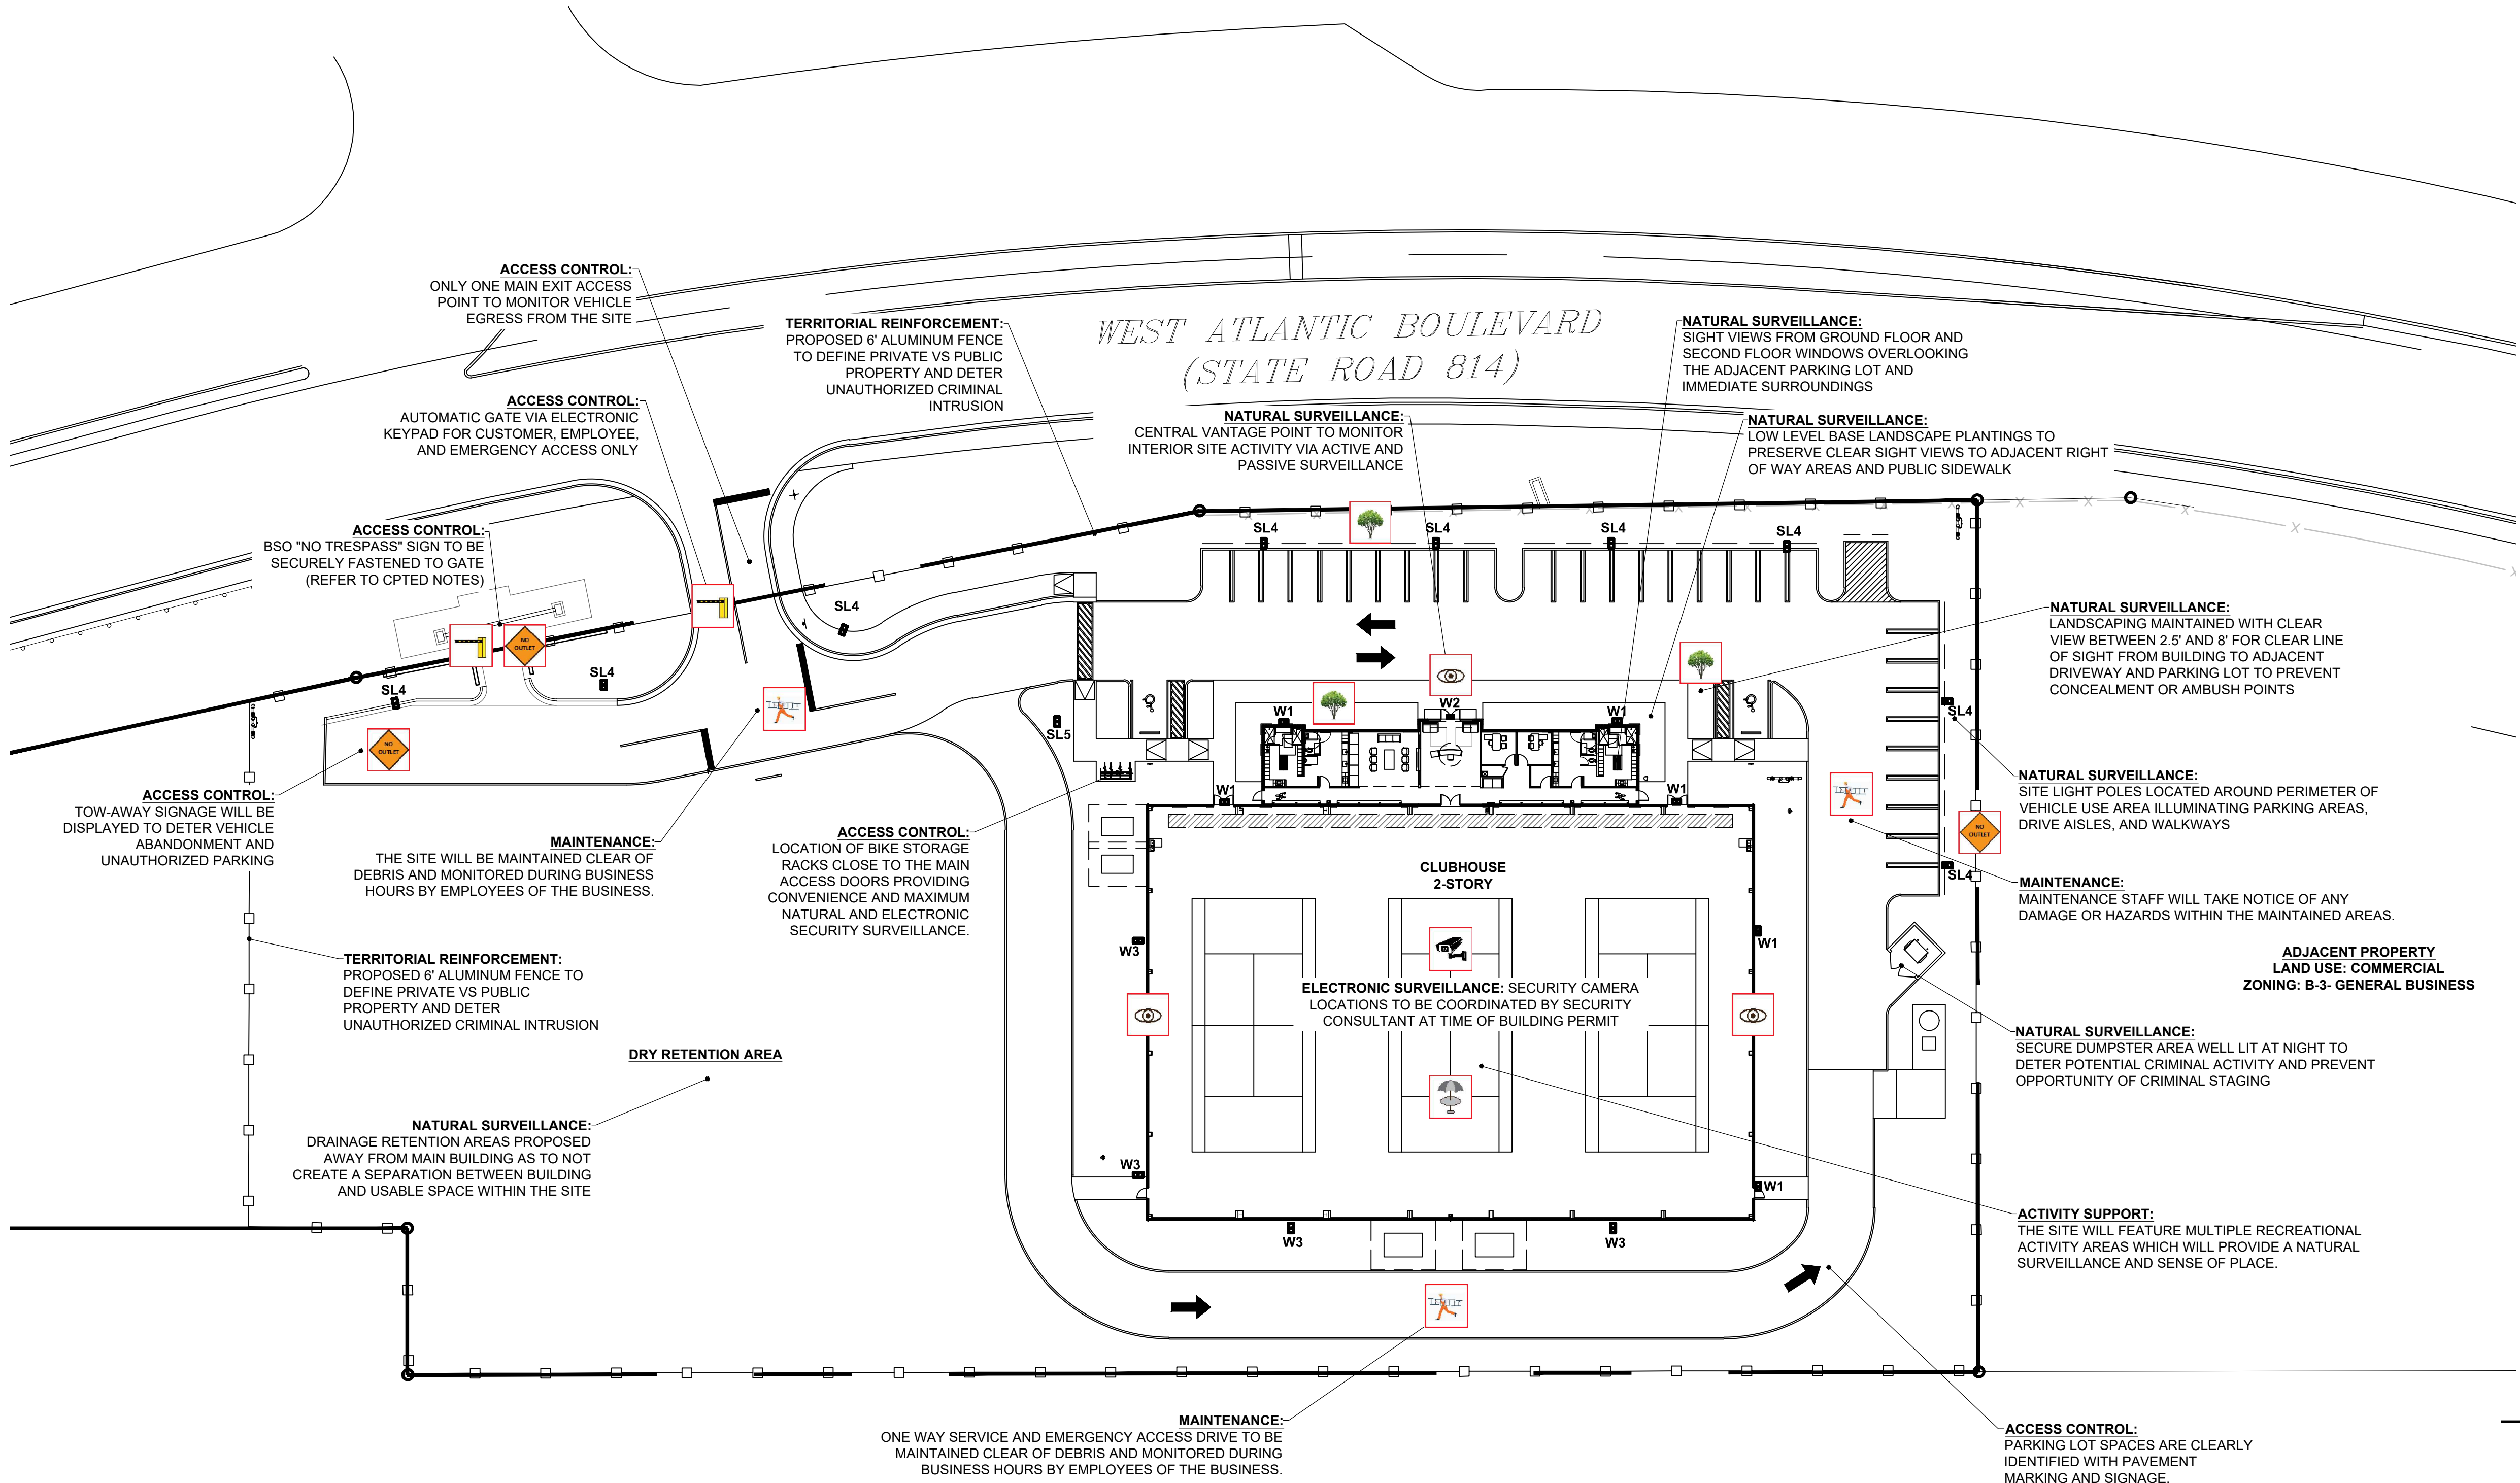 ACCESS CONTROL:
ONLY ONE MAIN EXIT ACCESS
POINT TO MONITOR VEHICLE
EGRESS FROM THE SITE
TERRITORIAL REINFORCEMENT:
PROPOSED 6' ALUMINUM FENCE
TO DEFINE PRIVATE VS PUBLIC
PROPERTY AND DETER
UNAUTHORIZED CRIMINAL
INTRUSION
WEST ATLANTIC BOULEVARD
(STATE ROAD 814)
NATURAL SURVEILLANCE:
SIGHT VIEWS FROM GROUND FLOOR AND
SECOND FLOOR WINDOWS OVERLOOKING
THE ADJACENT PARKING LOT AND
IMMEDIATE SURROUNDINGS
ACCESS CONTROL:
AUTOMATIC GATE VIA ELECTRONIC
KEYPAD FOR CUSTOMER, EMPLOYEE,
AND EMERGENCY ACCESS ONLY
NATURAL SURVEILLANCE:
CENTRAL VANTAGE POINT TO MONITOR
INTERIOR SITE ACTIVITY VIA ACTIVE AND
PASSIVE SURVEILLANCE
NATURAL SURVEILLANCE:
LOW LEVEL BASE LANDSCAPE PLANTINGS TO
PRESERVE CLEAR SIGHT VIEWS TO ADJACENT RIGHT
OF WAY AREAS AND PUBLIC SIDEWALK
ACCESS CONTROL:
BSO "NO TRESPASS" SIGN TO BE
SECURELY FASTENED TO GATE
(REFER TO CPTED NOTES)
SL4
SL4
SL4
SL4
X
X
X
X
X
SL4
NO
OUTLET
SL4
SL4
NATURAL SURVEILLANCE:
LANDSCAPING MAINTAINED WITH CLEAR
VIEW BETWEEN 2.5' AND 8' FOR CLEAR LINE
OF SIGHT FROM BUILDING TO ADJACENT
DRIVEWAY AND PARKING LOT TO PREVENT
CONCEALMENT OR AMBUSH POINTS
NO
OUTLET
SL5
W1
W2
W1
SL4
W1
W1
ACCESS CONTROL:
TOW-AWAY SIGNAGE WILL BE
DISPLAYED TO DETER VEHICLE
ABANDONMENT AND
UNAUTHORIZED PARKING
NATURAL SURVEILLANCE:
SITE LIGHT POLES LOCATED AROUND PERIMETER OF
VEHICLE USE AREA ILLUMINATING PARKING AREAS,
DRIVE AISLES, AND WALKWAYS
NO
OUTLET
MAINTENANCE:
THE SITE WILL BE MAINTAINED CLEAR OF
DEBRIS AND MONITORED DURING BUSINESS
HOURS BY EMPLOYEES OF THE BUSINESS.
ACCESS CONTROL:
LOCATION OF BIKE STORAGE
RACKS CLOSE TO THE MAIN
ACCESS DOORS PROVIDING
CONVENIENCE AND MAXIMUM
NATURAL AND ELECTRONIC
SECURITY SURVEILLANCE.
CLUBHOUSE
2-STORY
SL4
MAINTENANCE:
MAINTENANCE STAFF WILL TAKE NOTICE OF ANY
DAMAGE OR HAZARDS WITHIN THE MAINTAINED AREAS.
W3
W1
ADJACENT PROPERTY
LAND USE: COMMERCIAL
ZONING: B-3- GENERAL BUSINESS
TERRITORIAL REINFORCEMENT:
PROPOSED 6' ALUMINUM FENCE TO
DEFINE PRIVATE VS PUBLIC
PROPERTY AND DETER
UNAUTHORIZED CRIMINAL INTRUSION
ELECTRONIC SURVEILLANCE: SECURITY CAMERA
LOCATIONS TO BE COORDINATED BY SECURITY
CONSULTANT AT TIME OF BUILDING PERMIT
NATURAL SURVEILLANCE:
SECURE DUMPSTER AREA WELL LIT AT NIGHT TO
DETER POTENTIAL CRIMINAL ACTIVITY AND PREVENT
OPPORTUNITY OF CRIMINAL STAGING
DRY RETENTION AREA
NATURAL SURVEILLANCE:
DRAINAGE RETENTION AREAS PROPOSED
AWAY FROM MAIN BUILDING AS TO NOT
CREATE A SEPARATION BETWEEN BUILDING
AND USABLE SPACE WITHIN THE SITE
W3
W1
ACTIVITY SUPPORT:
THE SITE WILL FEATURE MULTIPLE RECREATIONAL
ACTIVITY AREAS WHICH WILL PROVIDE A NATURAL
SURVEILLANCE AND SENSE OF PLACE.
W3
W3
MAINTENANCE:
ONE WAY SERVICE AND EMERGENCY ACCESS DRIVE TO BE
MAINTAINED CLEAR OF DEBRIS AND MONITORED DURING
BUSINESS HOURS BY EMPLOYEES OF THE BUSINESS.
ACCESS CONTROL:
PARKING LOT SPACES ARE CLEARLY
IDENTIFIED WITH PAVEMENT
MARKING AND SIGNAGE.